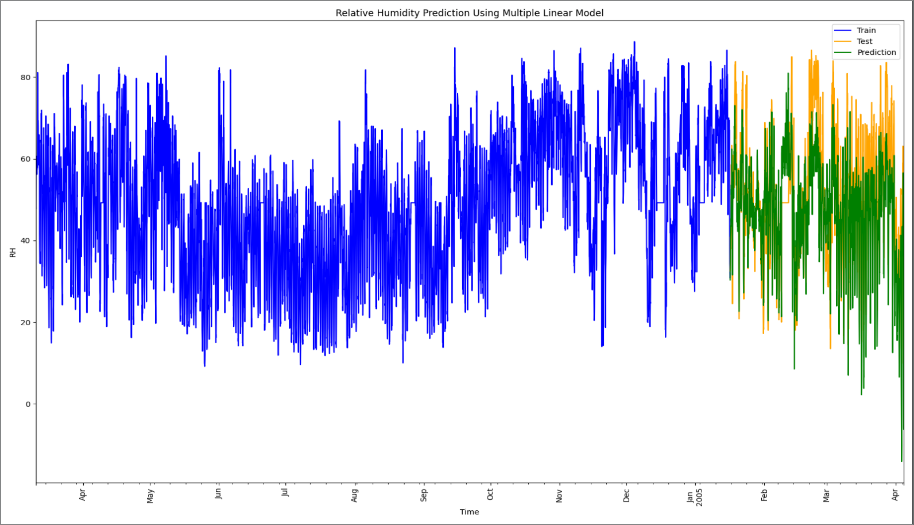 Relative Humidity Prediction Using Multiple Linear Model
Train
Test
Prediction
80
60
40
20
0
RH
Apr
May
Jun
Jul
Aug
Sep
Oct
Nov
Dec
Jan
2005
Feb
Mar
Apr
Time